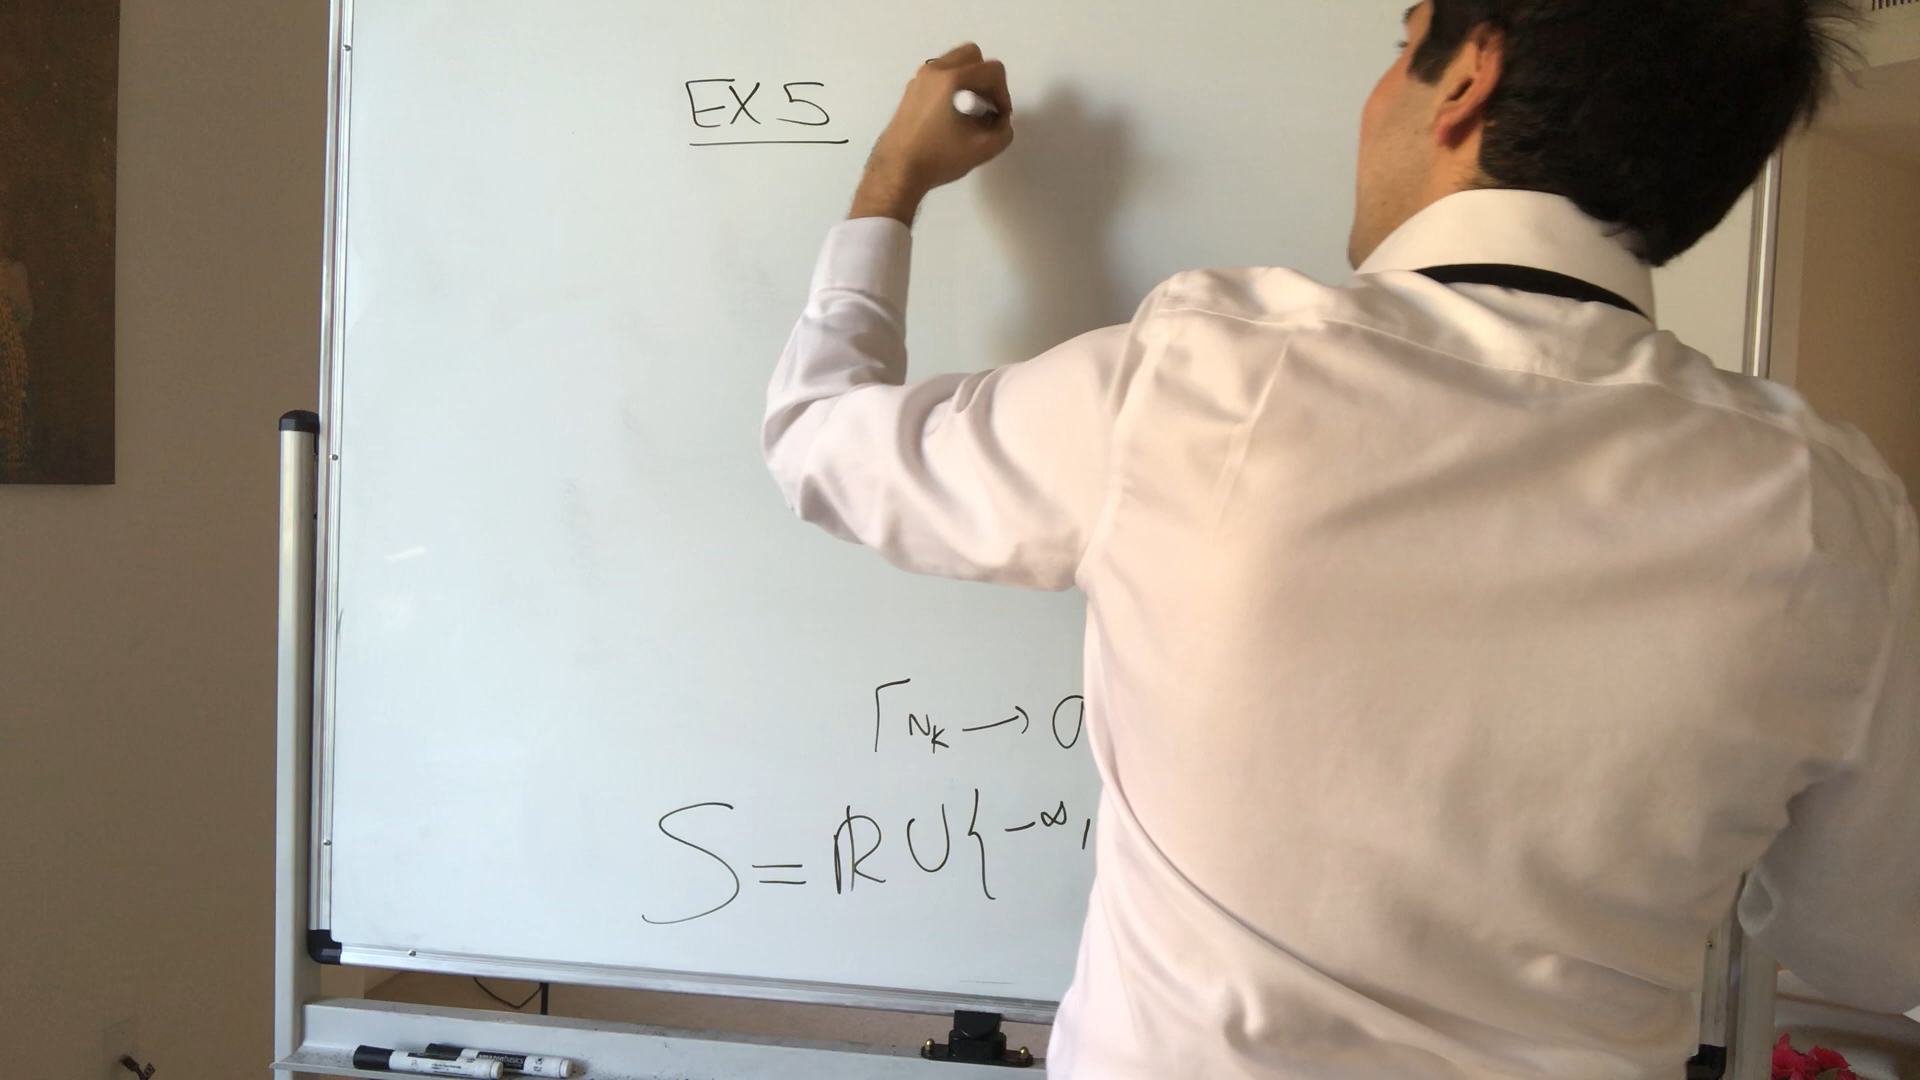 EX 5
r_{n_k} → 0
S = ℝ ∪ { -∞,